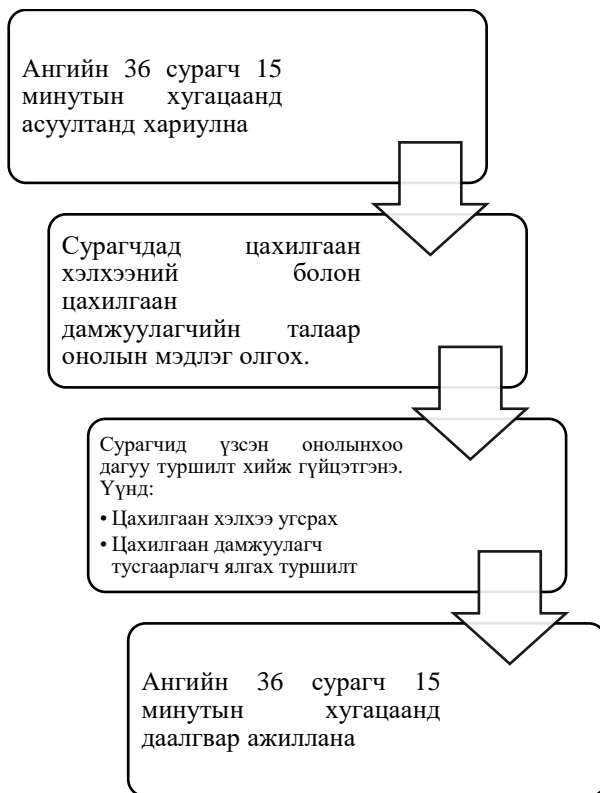 Ангийн 36 сурагч 15
минутын хугацаанд
асуултанд хариулна
Сурагчдад цахилгаан
хэлхээний болон
цахилгаан
дамжуулагчийн талаар
онолын мэдлэг олгох.
Сурагчид үзсэн онолынхоо
дагуу туршилт хийж гүйцэтгэнэ.
Үүнд:
• Цахилгаан хэлхээ угсрах
• Цахилгаан дамжуулагч
тусгаарлагч ялгах туршилт
Ангийн 36 сурагч 15
минутын хугацаанд
даалгвар ажиллана